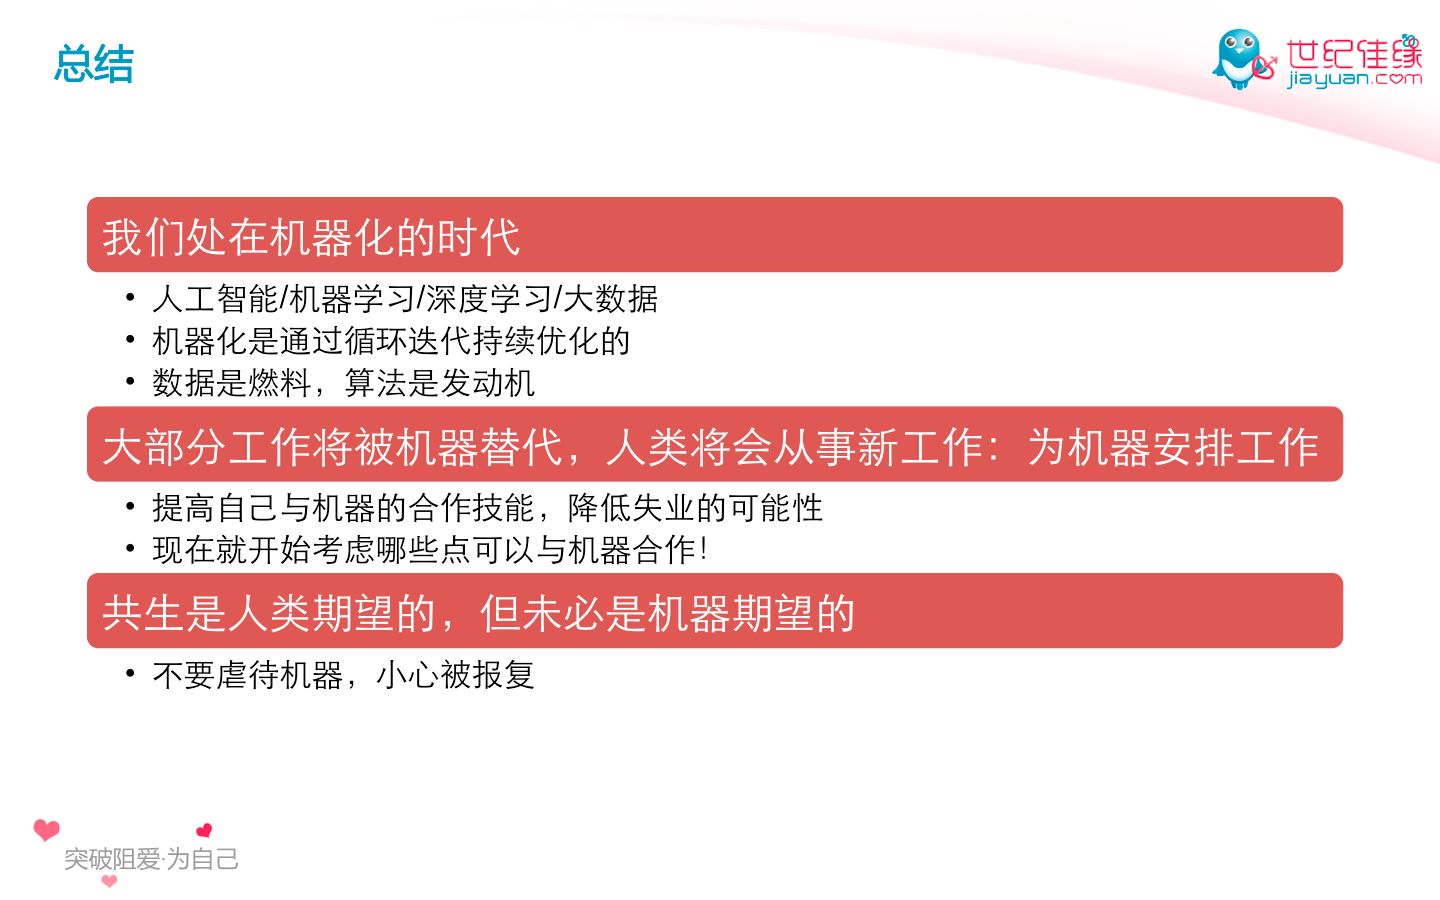 总结
世纪佳缘
jiayuan.com
我们处在机器化的时代
• 人工智能/机器学习/深度学习/大数据
• 机器化是通过循环迭代持续优化的
• 数据是燃料，算法是发动机
大部分工作将被机器替代，人类将会从事新工作：为机器安排工作
• 提高自己与机器的合作技能，降低失业的可能性
• 现在就开始考虑哪些点可以与机器合作！
共生是人类期望的，但未必是机器期望的
• 不要虐待机器，小心被报复
突破阻爱·为自己